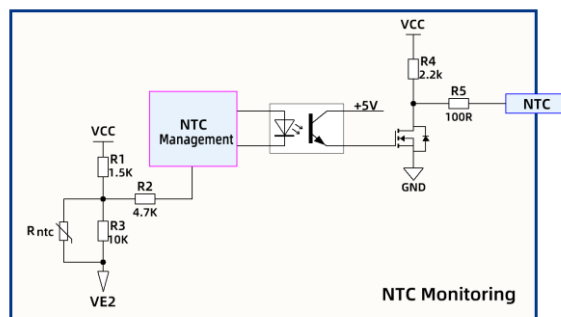 VCC
R4
2.2k
R5
100R
NTC
+5V
NTC
Management
GND
VCC
R1
1.5K
R2
4.7K
R ntc
R3
10K
VE2
NTC Monitoring